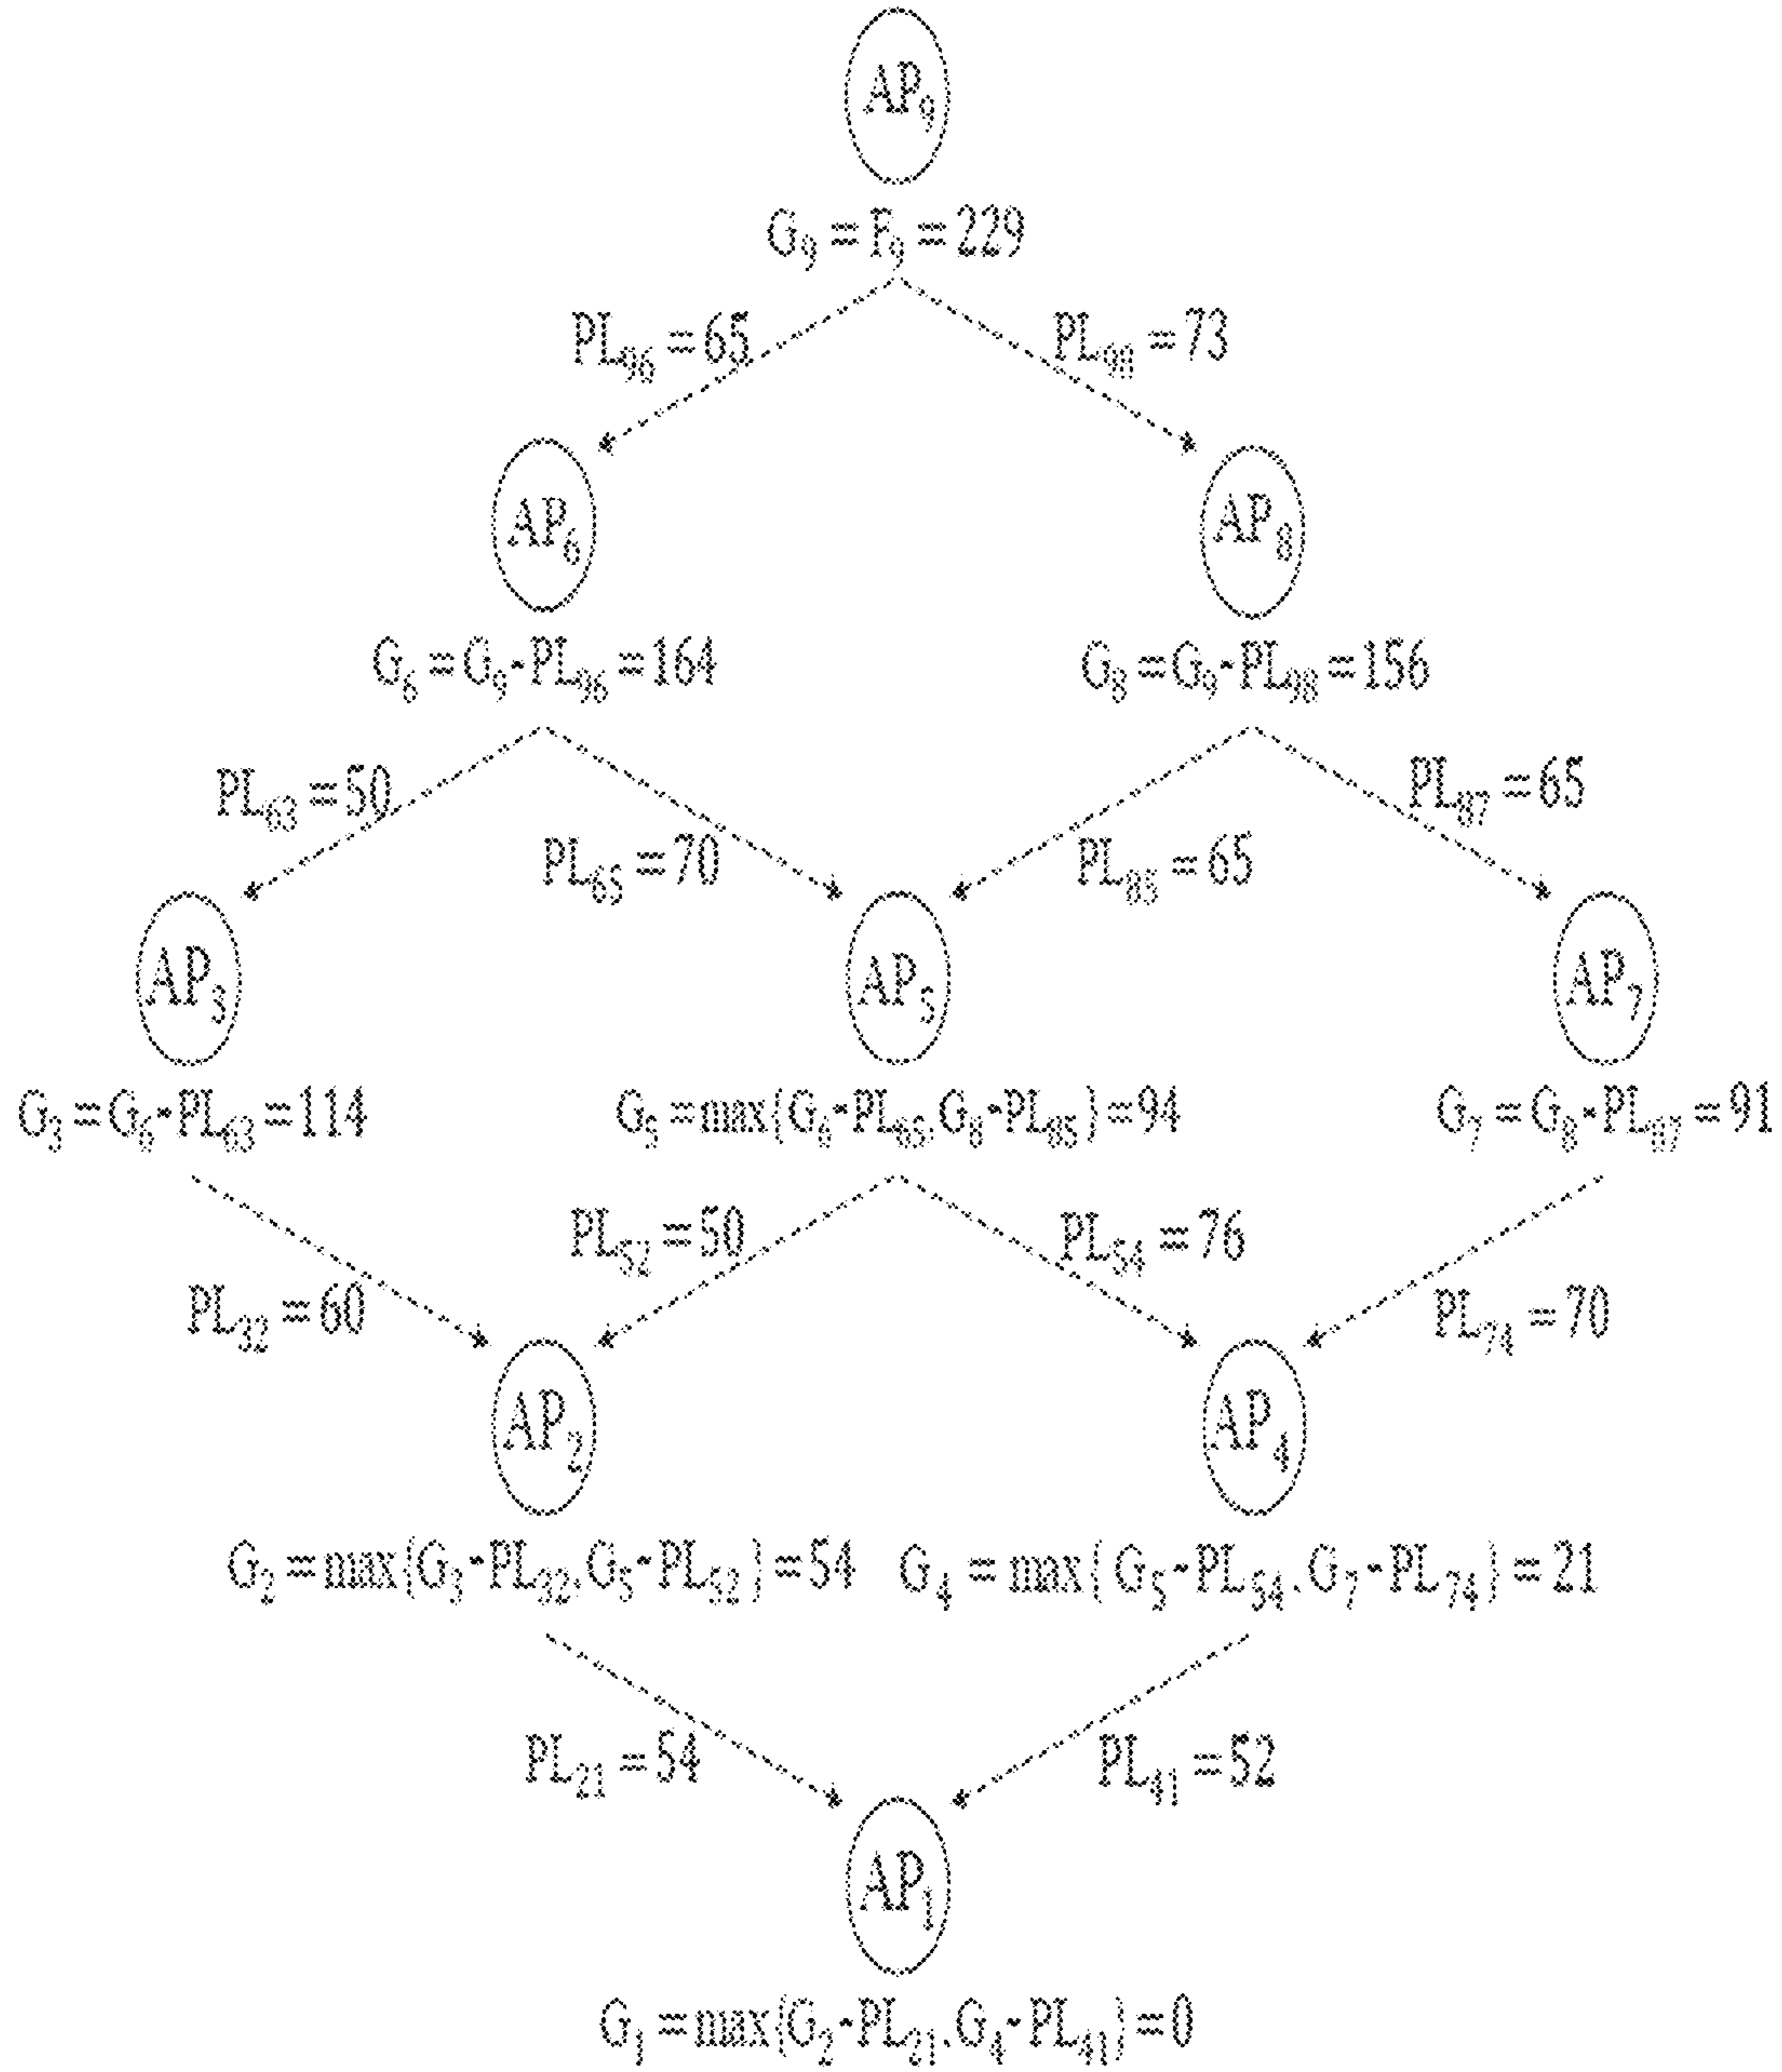 AP₉
G₉ = F₉ = 229
PL₉₆ = 65
PL₉₈ = 73
AP₆
AP₈
G₆ = G₉-PL₉₆ = 164
G₈ = G₉-PL₉₈ = 156
PL₆₃ = 50
PL₈₇ = 65
PL₆₅ = 70
PL₈₅ = 65
AP₃
AP₅
AP₇
G₃ = G₆-PL₆₃ = 114
G₅ = max{G₆-PL₆₅, G₈-PL₈₅} = 94
G₇ = G₈-PL₈₇ = 91
PL₅₂ = 50
PL₅₄ = 76
PL₃₂ = 60
PL₇₄ = 70
AP₂
AP₄
G₂ = max{G₃-PL₃₂, G₅-PL₅₂} = 54
G₄ = max{ G₅-PL₅₄, G₇-PL₇₄} = 21
PL₂₁ = 54
PL₄₁ = 52
AP₁
G₁ = max{G₂-PL₂₁, G₄-PL₄₁} = 0